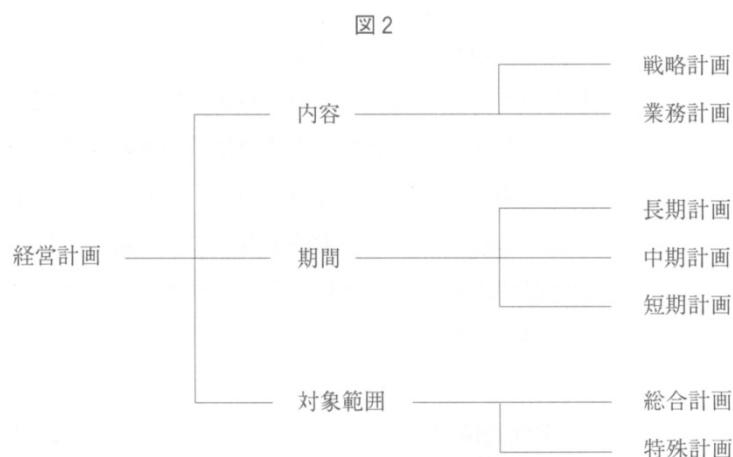 図2
戦略計画
内容
業務計画
長期計画
経営計画
期間
中期計画
短期計画
対象範囲
総合計画
特殊計画